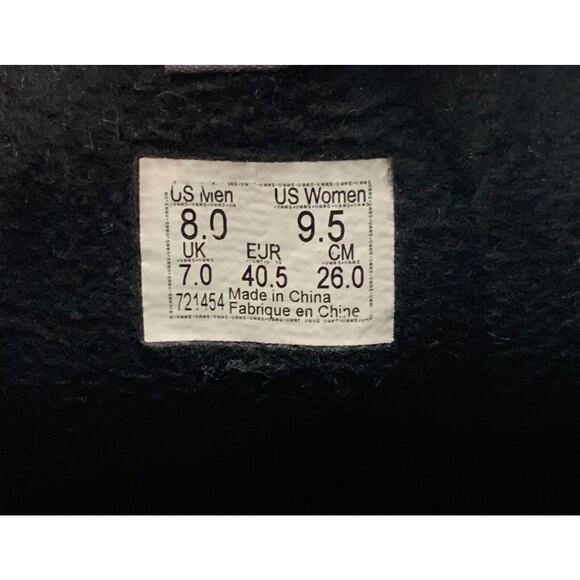 US Men US Women
8.0 9.5
UK EUR CM
7.0 40.5 26.0
721454 Made in China
Fabrique en Chine